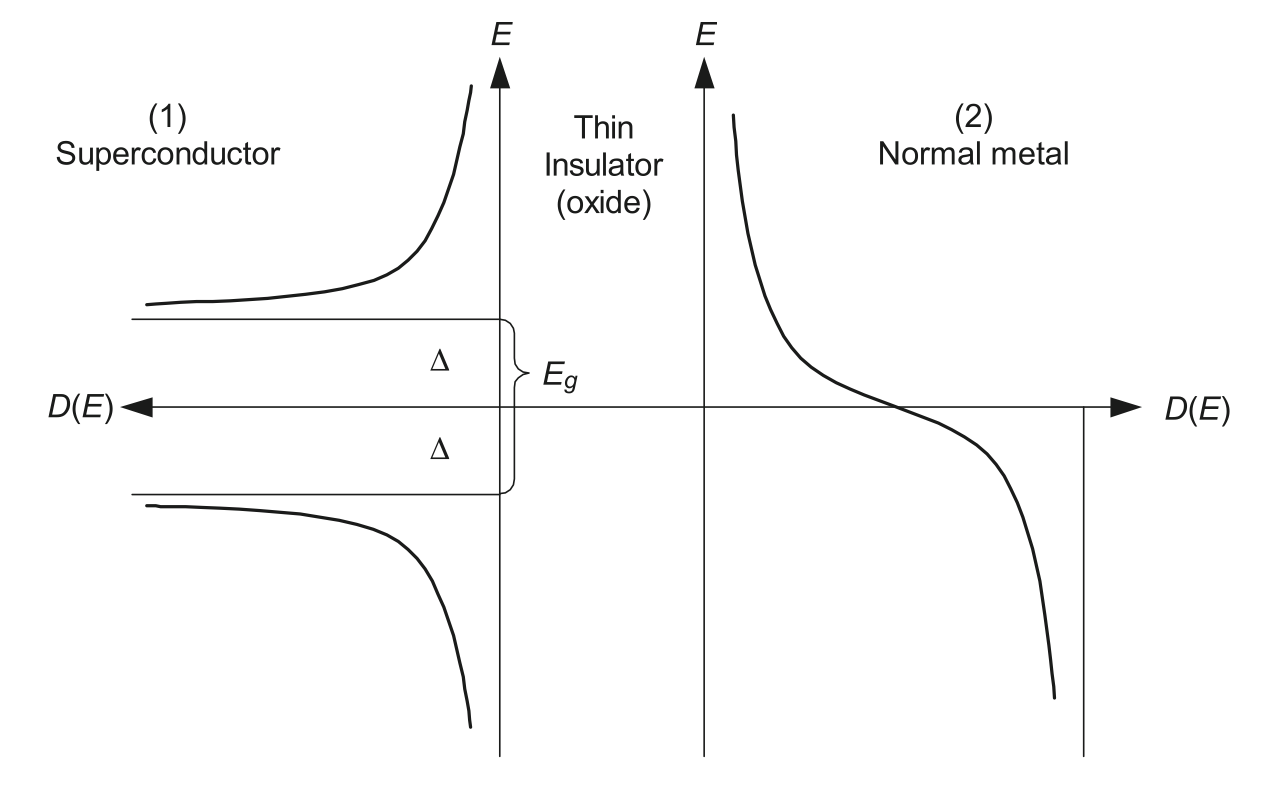 E
E
(1)
Superconductor
Thin
Insulator
(oxide)
(2)
Normal metal
Δ
E_g
D(E)
D(E)
Δ